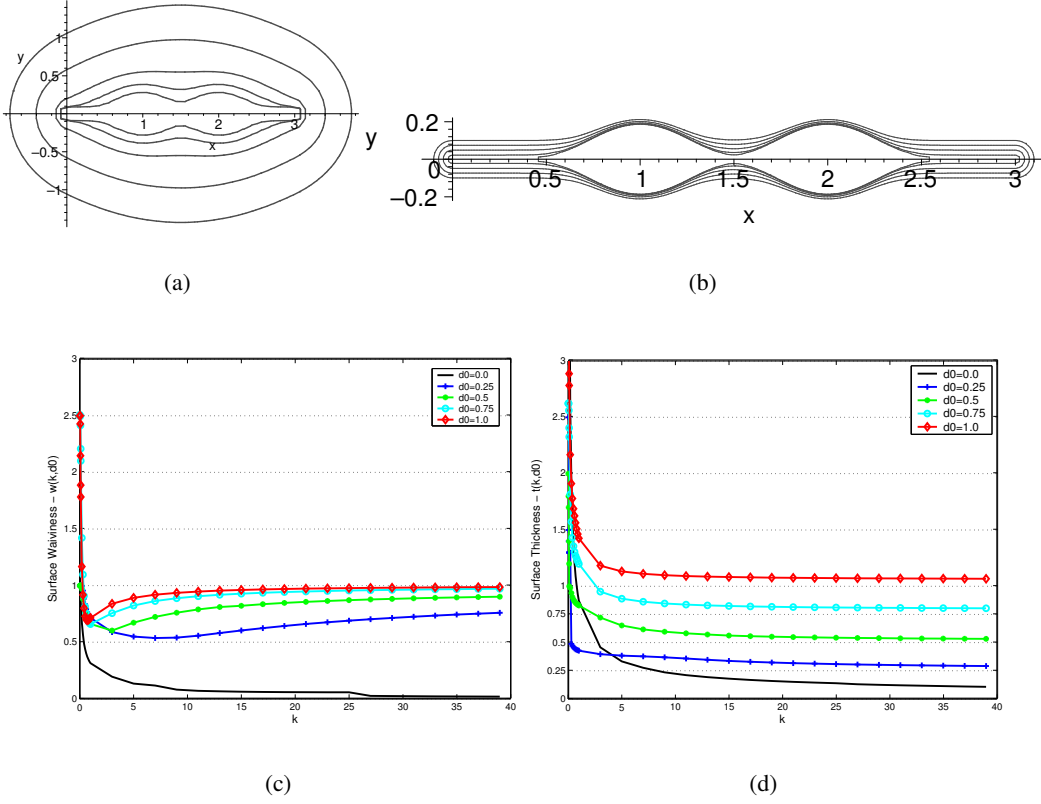 y
1
0.5
1
2
3
x
−0.5
−1
(a)
y
0.2
0
−0.2
0.5
1
1.5
2
2.5
3
x
(b)
Surface Waiviness − w(k,d0)
3
2.5
2
1.5
1
0.5
0
0
5
10
15
20
25
30
35
40
k
d0=0.0
d0=0.25
d0=0.5
d0=0.75
d0=1.0
(c)
Surface Thickness − t(k,d0)
3
2.5
2
1.5
1
0.75
0.5
0.25
0
0
5
10
15
20
25
30
35
40
k
d0=0.0
d0=0.25
d0=0.5
d0=0.75
d0=1.0
(d)